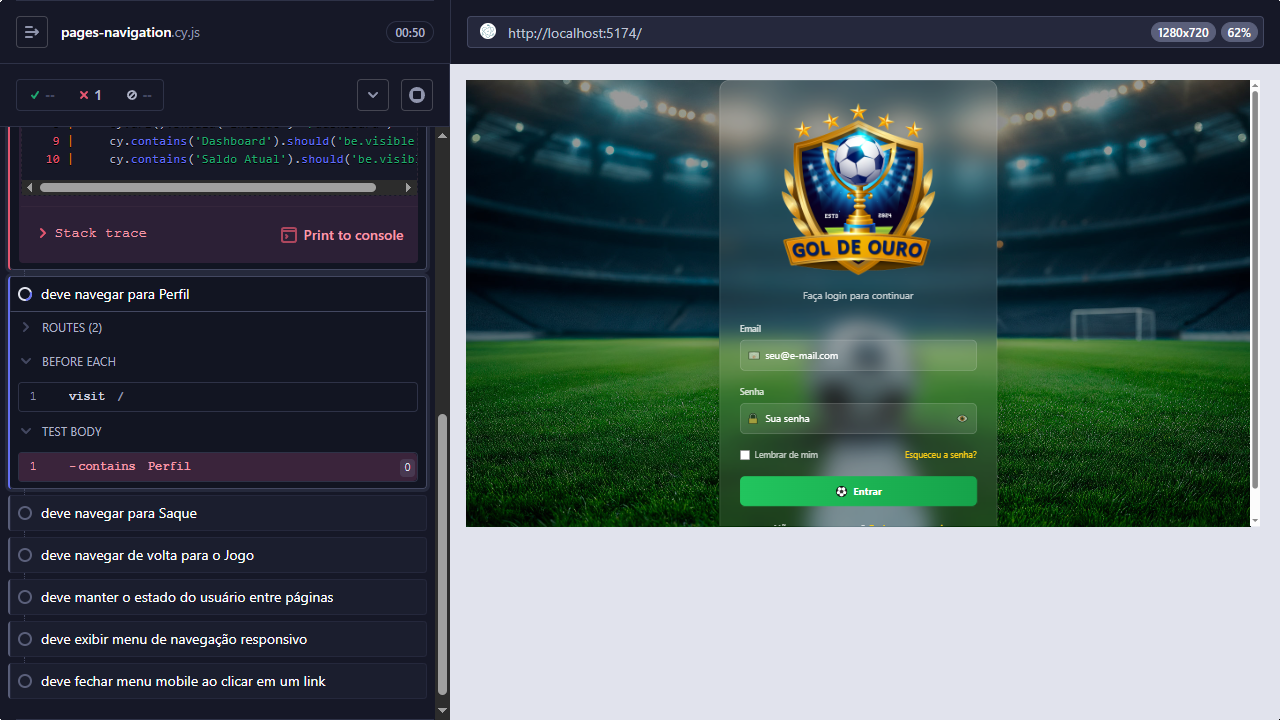 pages-navigation.cy.js
00:50
--
1
--
9 | cy.contains('Dashboard').should('be.visible
10 | cy.contains('Saldo Atual').should('be.visibl
Stack trace
Print to console
deve navegar para Perfil
ROUTES (2)
BEFORE EACH
1 visit /
TEST BODY
1 -contains Perfil 0
deve navegar para Saque
deve navegar de volta para o Jogo
deve manter o estado do usuário entre páginas
deve exibir menu de navegação responsivo
deve fechar menu mobile ao clicar em um link
http://localhost:5174/
1280x720
62%
ESTD 2024
GOL DE OURO
Faça login para continuar
Email
seu@e-mail.com
Senha
Sua senha
Lembrar de mim
Esqueceu a senha?
Entrar